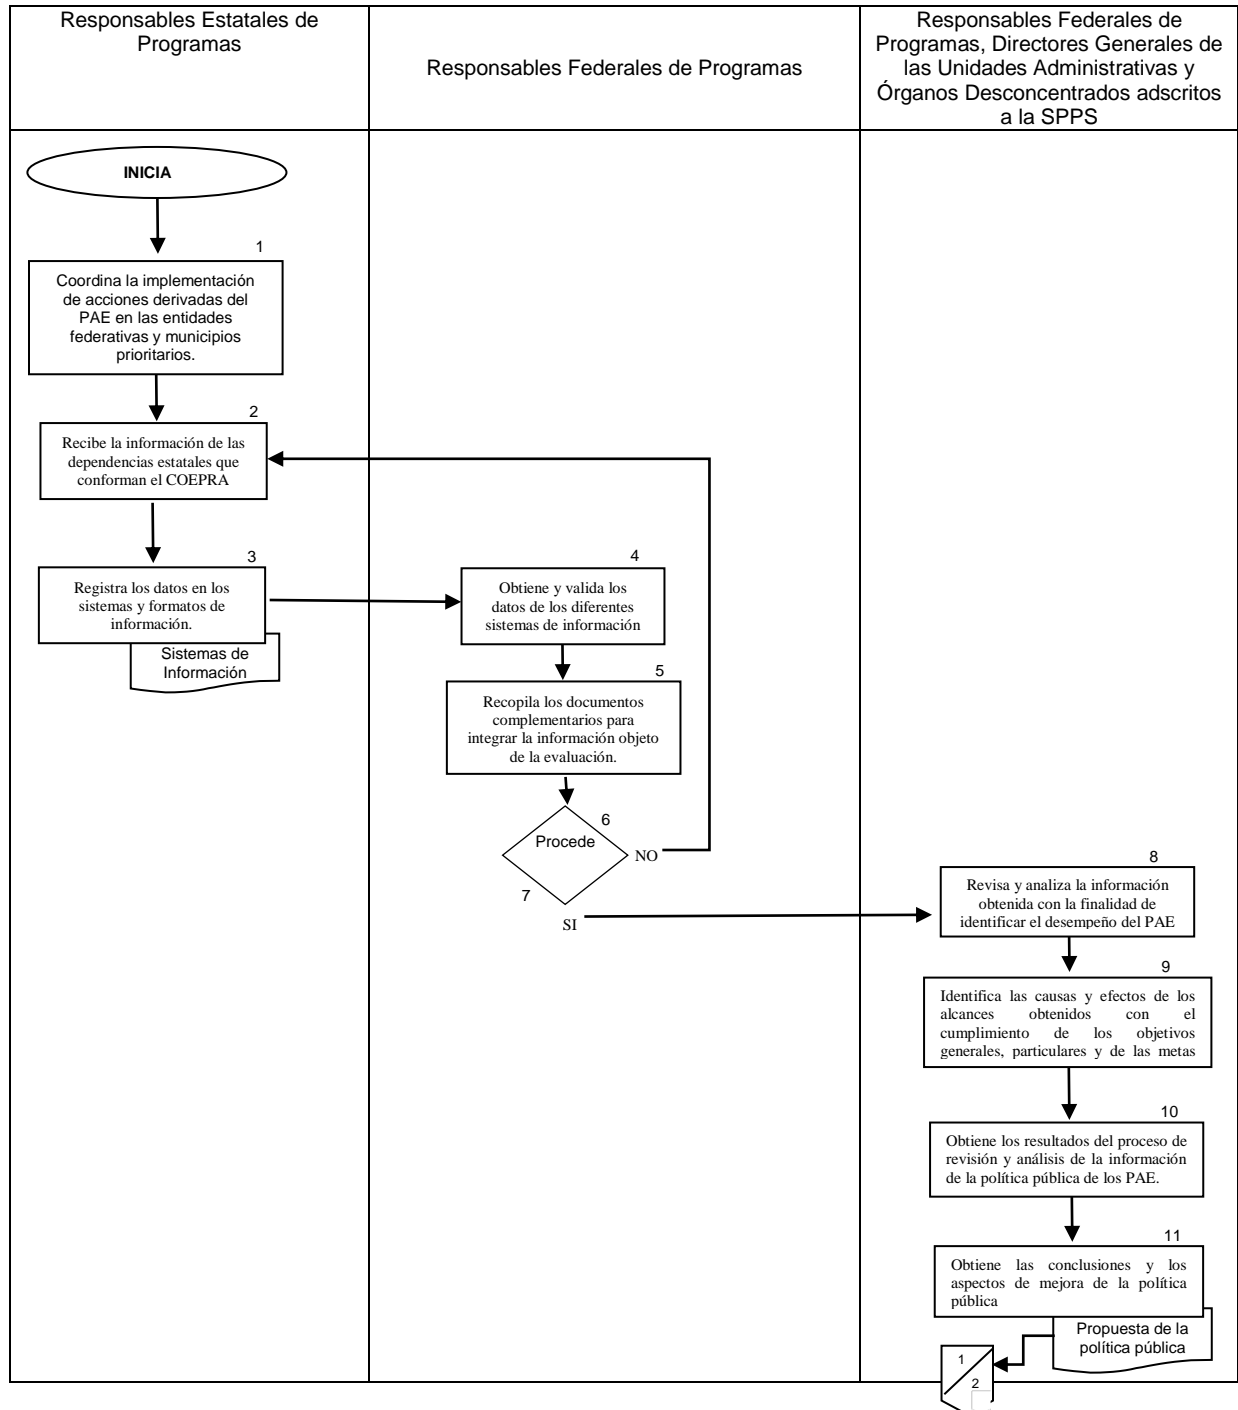 Responsables Estatales de
Programas
Responsables Federales de Programas
Responsables Federales de
Programas, Directores Generales de
las Unidades Administrativas y
Órganos Desconcentrados adscritos
a la SPPS
INICIA
1
Coordina la implementación
de acciones derivadas del
PAE en las entidades
federativas y municipios
prioritarios.
2
Recibe la información de las
dependencias estatales que
conforman el COEPRA
3
Registra los datos en los
sistemas y formatos de
información.
Sistemas de
Información
4
Obtiene y valida los
datos de los diferentes
sistemas de información
5
Recopila los documentos
complementarios para
integrar la información objeto
de la evaluación.
6
Procede
NO
7
SI
8
Revisa y analiza la información
obtenida con la finalidad de
identificar el desempeño del PAE
9
Identifica las causas y efectos de los
alcances obtenidos con el
cumplimiento de los objetivos
generales, particulares y de las metas
10
Obtiene los resultados del proceso de
revisión y análisis de la información
de la política pública de los PAE.
11
Obtiene las conclusiones y los
aspectos de mejora de la política
pública
Propuesta de la
política pública
1
2